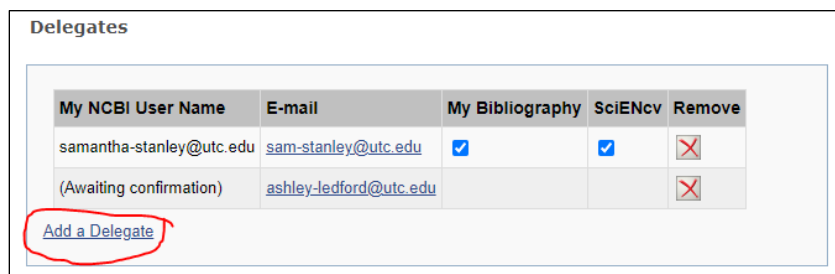 Delegates
My NCBI User Name E-mail My Bibliography SciENcv Remove
samantha-stanley@utc.edu sam-stanley@utc.edu
(Awaiting confirmation) ashley-ledford@utc.edu
Add a Delegate